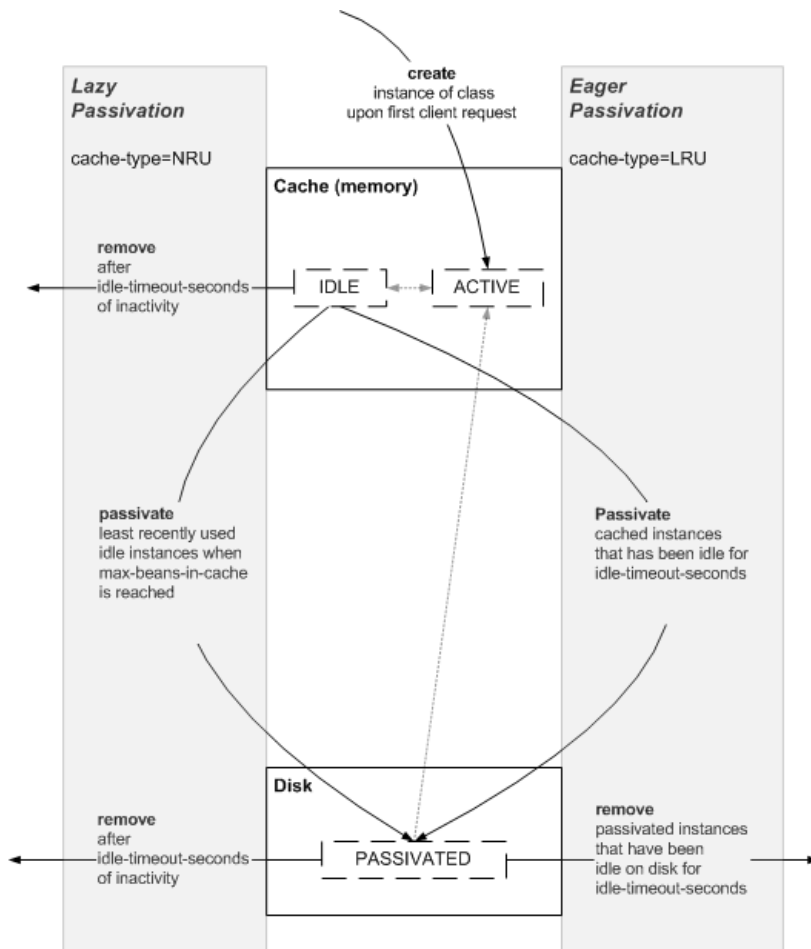 Lazy
Passivation
cache-type=NRU
create
instance of class
upon first client request
Eager
Passivation
cache-type=LRU
Cache (memory)
remove
after
idle-timeout-seconds
of inactivity
IDLE
ACTIVE
passivate
least recently used
idle instances when
max-beans-in-cache
is reached
Passivate
cached instances
that has been idle for
idle-timeout-seconds
Disk
remove
after
idle-timeout-seconds
of inactivity
PASSIVATED
remove
passivated instances
that have been
idle on disk for
idle-timeout-seconds